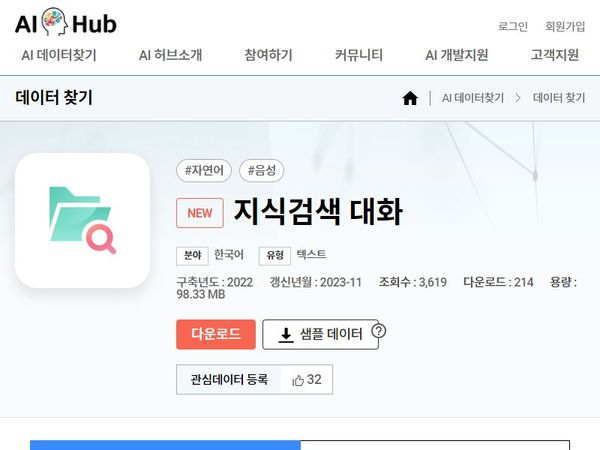 AI Hub
로그인 회원가입
AI 데이터찾기 AI 허브소개 참여하기 커뮤니티 AI 개발지원 고객지원
데이터 찾기
AI 데이터찾기 데이터 찾기
#자연어 #음성
NEW 지식검색 대화
분야 한국어 유형 텍스트
구축년도 : 2022 갱신년월 : 2023-11 조회수 : 3,619 다운로드 : 214 용량 :
98.33 MB
다운로드 샘플 데이터 ?
관심데이터 등록 32